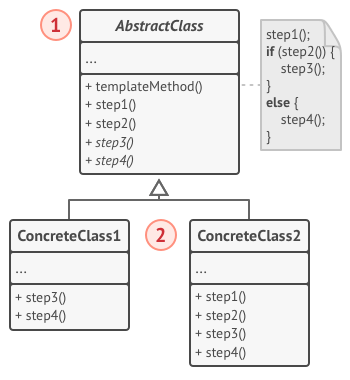 1
AbstractClass
...
+ templateMethod()
+ step1()
+ step2()
+ step3()
+ step4()
step1();
if (step2()) {
step3();
}
else {
step4();
}
2
ConcreteClass1
...
+ step3()
+ step4()
ConcreteClass2
...
+ step1()
+ step2()
+ step3()
+ step4()